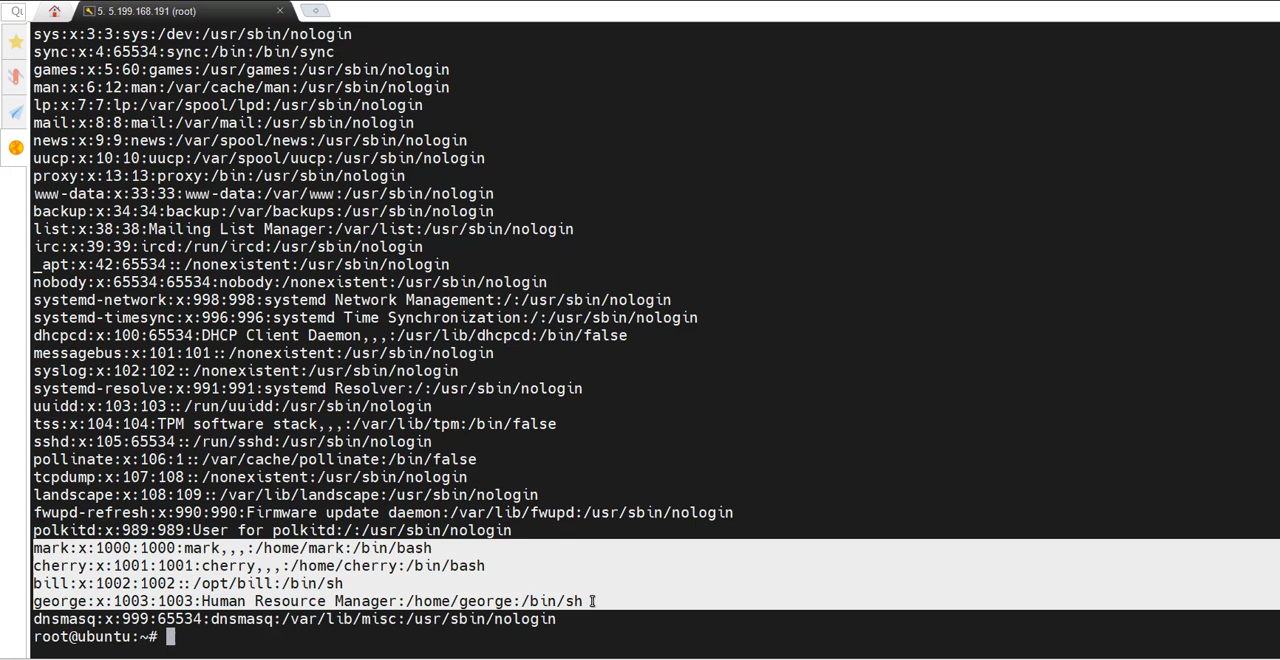 5. 5.199.168.191 (root)
sys:x:3:3:sys:/dev:/usr/sbin/nologin
sync:x:4:65534:sync:/bin:/bin/sync
games:x:5:60:games:/usr/games:/usr/sbin/nologin
man:x:6:12:man:/var/cache/man:/usr/sbin/nologin
lp:x:7:7:lp:/var/spool/lpd:/usr/sbin/nologin
mail:x:8:8:mail:/var/mail:/usr/sbin/nologin
news:x:9:9:news:/var/spool/news:/usr/sbin/nologin
uucp:x:10:10:uucp:/var/spool/uucp:/usr/sbin/nologin
proxy:x:13:13:proxy:/bin:/usr/sbin/nologin
www-data:x:33:33:www-data:/var/www:/usr/sbin/nologin
backup:x:34:34:backup:/var/backups:/usr/sbin/nologin
list:x:38:38:Mailing List Manager:/var/list:/usr/sbin/nologin
irc:x:39:39:ircd:/run/ircd:/usr/sbin/nologin
_apt:x:42:65534::/nonexistent:/usr/sbin/nologin
nobody:x:65534:65534:nobody:/nonexistent:/usr/sbin/nologin
systemd-network:x:998:998:systemd Network Management:/:/usr/sbin/nologin
systemd-timesync:x:996:996:systemd Time Synchronization:/:/usr/sbin/nologin
dhcpcd:x:100:65534:DHCP Client Daemon,,,:/usr/lib/dhcpcd:/bin/false
messagebus:x:101:101::/nonexistent:/usr/sbin/nologin
syslog:x:102:102::/nonexistent:/usr/sbin/nologin
systemd-resolve:x:991:991:systemd Resolver:/:/usr/sbin/nologin
uuidd:x:103:103::/run/uuidd:/usr/sbin/nologin
tss:x:104:104:TPM software stack,,,:/var/lib/tpm:/bin/false
sshd:x:105:65534::/run/sshd:/usr/sbin/nologin
pollinate:x:106:1::/var/cache/pollinate:/bin/false
tcpdump:x:107:108::/nonexistent:/usr/sbin/nologin
landscape:x:108:109::/var/lib/landscape:/usr/sbin/nologin
fwupd-refresh:x:990:990:Firmware update daemon:/var/lib/fwupd:/usr/sbin/nologin
polkitd:x:989:989:User for polkitd:/:/usr/sbin/nologin
mark:x:1000:1000:mark,,,:/home/mark:/bin/bash
cherry:x:1001:1001:cherry,,,:/home/cherry:/bin/bash
bill:x:1002:1002::/opt/bill:/bin/sh
george:x:1003:1003:Human Resource Manager:/home/george:/bin/sh
dnsmasq:x:999:65534:dnsmasq:/var/lib/misc:/usr/sbin/nologin
root@ubuntu:~#